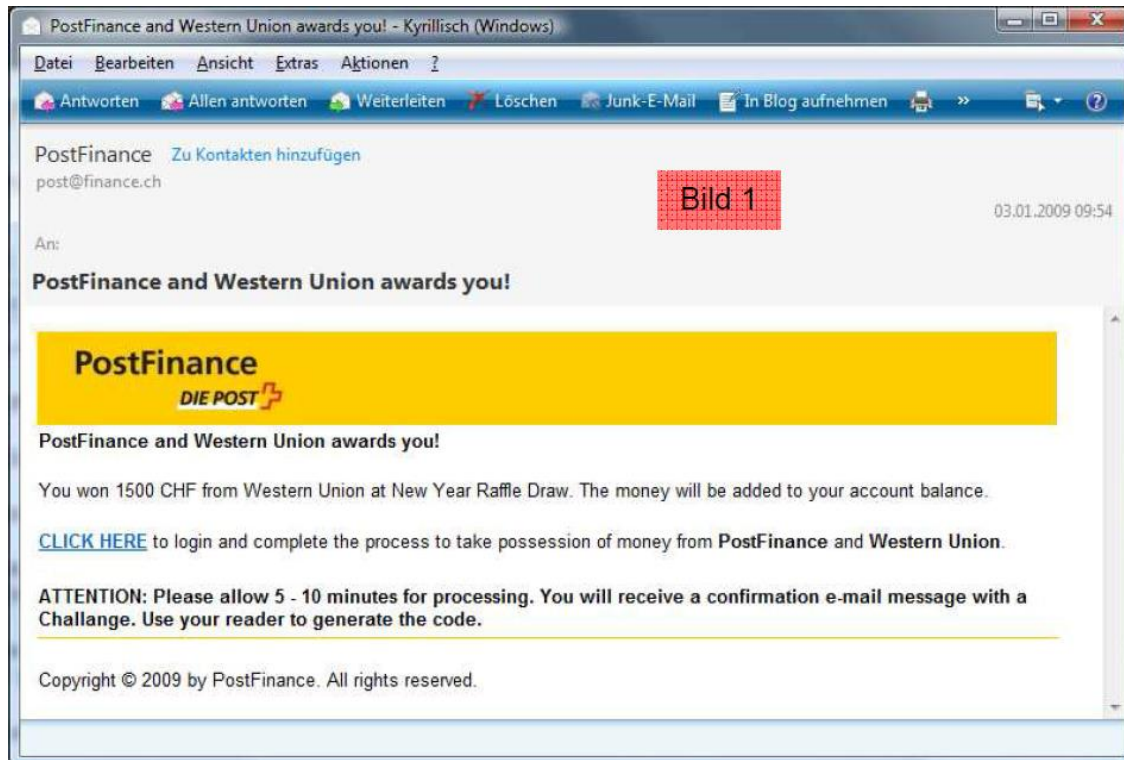 PostFinance and Western Union awards you! - Kyrillisch (Windows)
Datei Bearbeiten Ansicht Extras Aktionen ?
Antworten Allen antworten Weiterleiten Löschen Junk-E-Mail In Blog aufnehmen »
PostFinance Zu Kontakten hinzufügen
post@finance.ch
Bild 1
03.01.2009 09:54
An:
PostFinance and Western Union awards you!
PostFinance
DIE POST
PostFinance and Western Union awards you!
You won 1500 CHF from Western Union at New Year Raffle Draw. The money will be added to your account balance.
CLICK HERE to login and complete the process to take possession of money from PostFinance and Western Union.
ATTENTION: Please allow 5 - 10 minutes for processing. You will receive a confirmation e-mail message with a
Challange. Use your reader to generate the code.
Copyright © 2009 by PostFinance. All rights reserved.